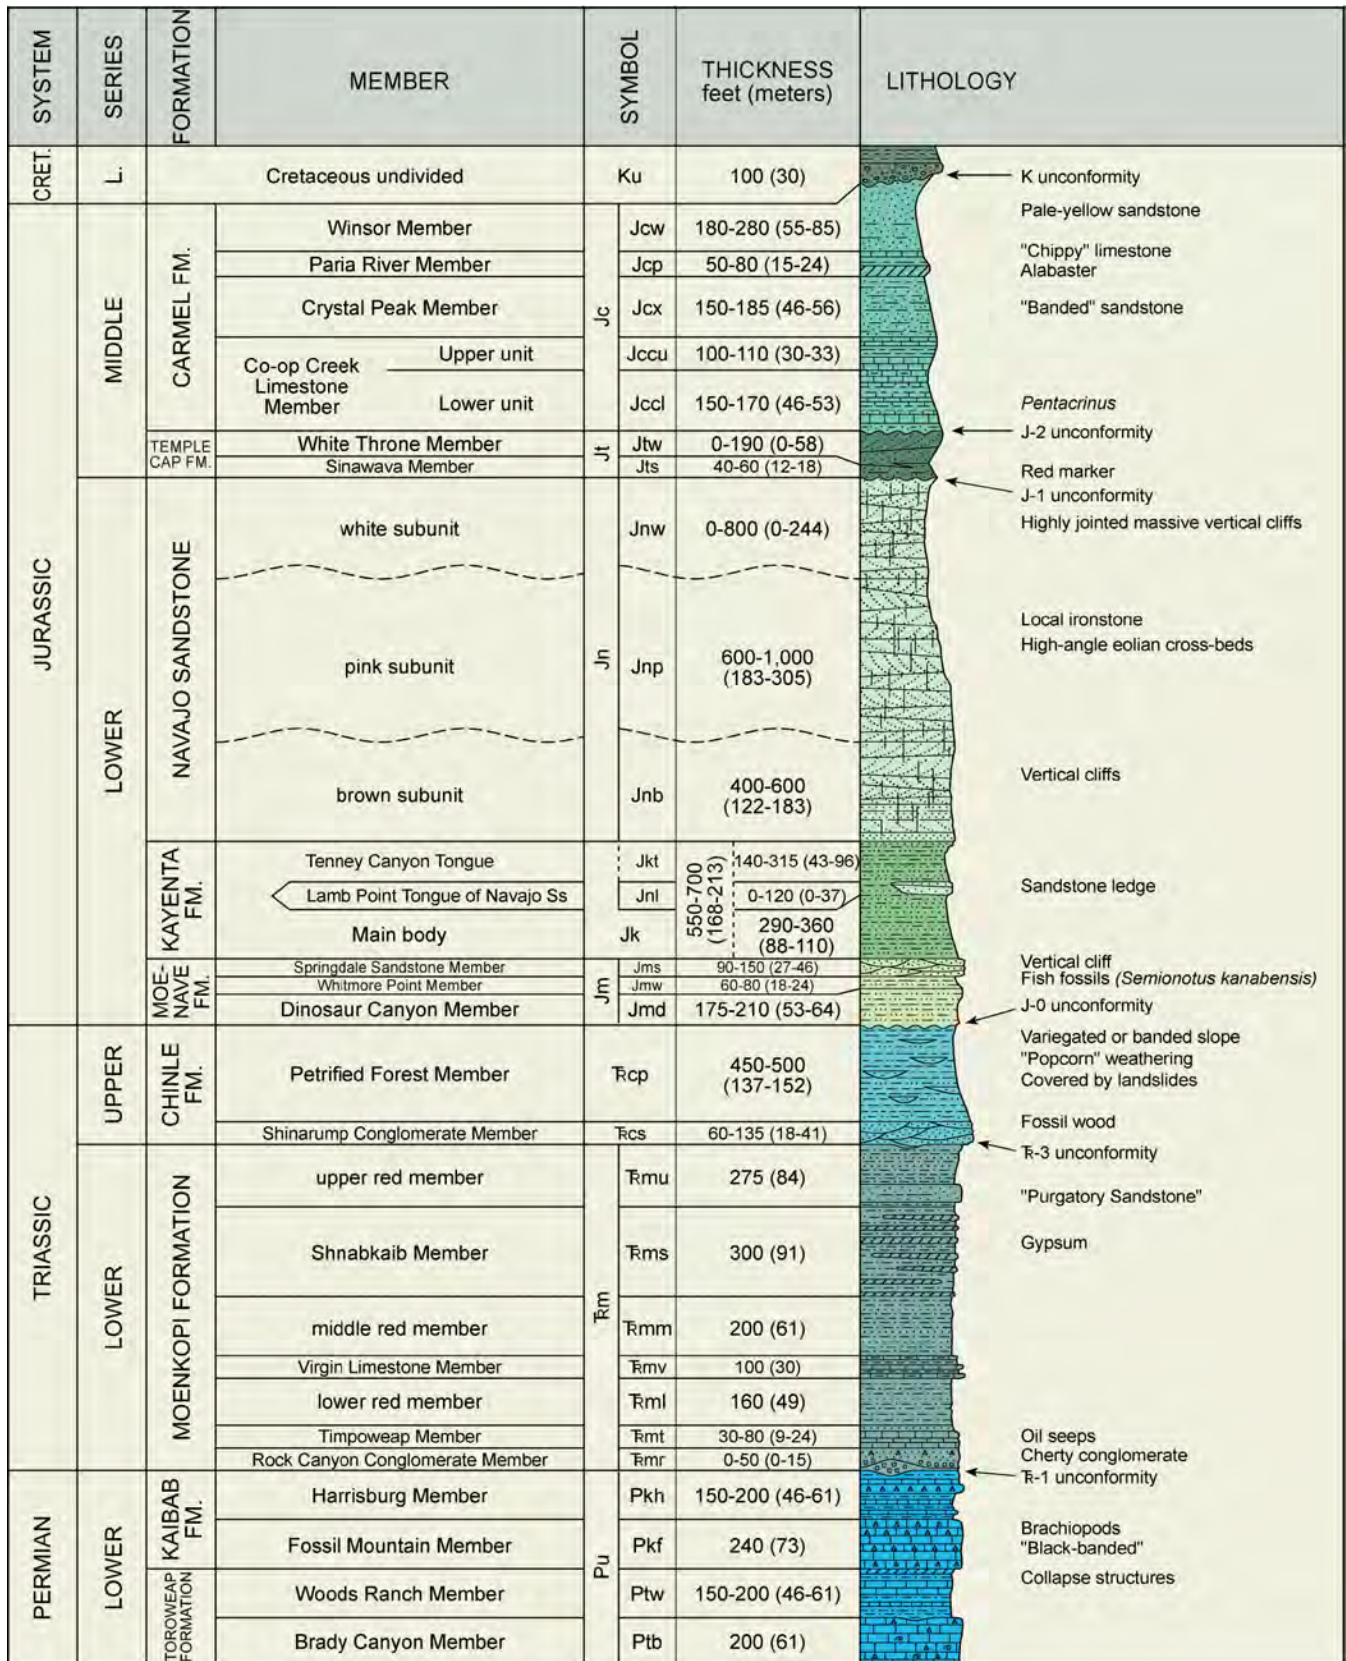 SYSTEM SERIES FORMATION MEMBER SYMBOL THICKNESS LITHOLOGY
feet (meters)
CRET. L. Cretaceous undivided Ku 100 (30) K unconformity
JURASSIC
MIDDLE
CARMEL FM.
Jc
Winsor Member Jcw 180-280 (55-85) Pale-yellow sandstone
Paria River Member Jcp 50-80 (15-24) "Chippy" limestone
Alabaster
Crystal Peak Member Jcx 150-185 (46-56) "Banded" sandstone
Co-op Creek
Limestone
Member
Upper unit Jccu 100-110 (30-33)
Lower unit Jccl 150-170 (46-53) Pentacrinus
J-2 unconformity
TEMPLE
CAP FM.
Jt
White Throne Member Jtw 0-190 (0-58)
Sinawava Member Jts 40-60 (12-18) Red marker
J-1 unconformity
LOWER
NAVAJO SANDSTONE
Jn
white subunit Jnw 0-800 (0-244) Highly jointed massive vertical cliffs
Local ironstone
High-angle eolian cross-beds
pink subunit Jnp 600-1,000
(183-305)
brown subunit Jnb 400-600
(122-183)
Vertical cliffs
KAYENTA
FM.
550-700
(168-213)
Tenney Canyon Tongue Jkt 140-315 (43-96)
Lamb Point Tongue of Navajo Ss Jnl 0-120 (0-37) Sandstone ledge
Main body Jk 290-360
(88-110)
MOE-
NAVE
FM.
Jm
Springdale Sandstone Member Jms 90-150 (27-46) Vertical cliff
Whitmore Point Member Jmw 60-80 (18-24) Fish fossils (Semionotus kanabensis)
Dinosaur Canyon Member Jmd 175-210 (53-64) J-0 unconformity
TRIASSIC
UPPER
CHINLE
FM.
Petrified Forest Member TRcp 450-500
(137-152)
Variegated or banded slope
"Popcorn" weathering
Covered by landslides
Shinarump Conglomerate Member TRcs 60-135 (18-41) Fossil wood
TR-3 unconformity
LOWER
MOENKOPI FORMATION
TRm
upper red member TRmu 275 (84) "Purgatory Sandstone"
Shnabkaib Member TRms 300 (91) Gypsum
middle red member TRmm 200 (61)
Virgin Limestone Member TRmv 100 (30)
lower red member TRml 160 (49)
Timpoweap Member TRmt 30-80 (9-24) Oil seeps
Rock Canyon Conglomerate Member TRmr 0-50 (0-15) Cherty conglomerate
TR-1 unconformity
PERMIAN
LOWER
KAIBAB
FM.
Pu
Harrisburg Member Pkh 150-200 (46-61)
Fossil Mountain Member Pkf 240 (73) Brachiopods
"Black-banded"
TOROWEAP
FORMATION
Woods Ranch Member Ptw 150-200 (46-61) Collapse structures
Brady Canyon Member Ptb 200 (61)